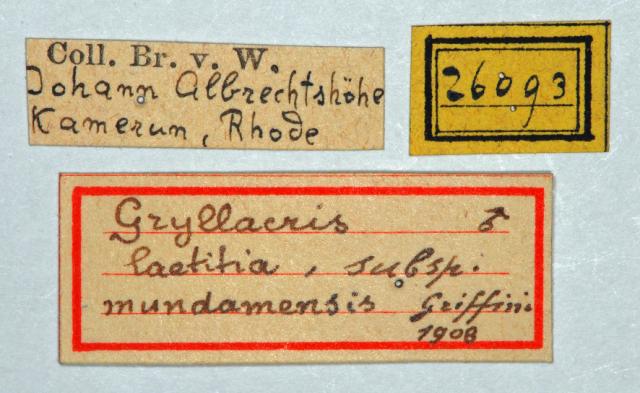 Coll. Br. v. W.
Johann Albrechtshöhe
Kamerun, Rhode
26093
Gryllacris ♂
laetitia, subsp.
mundamensis Griffini
1908